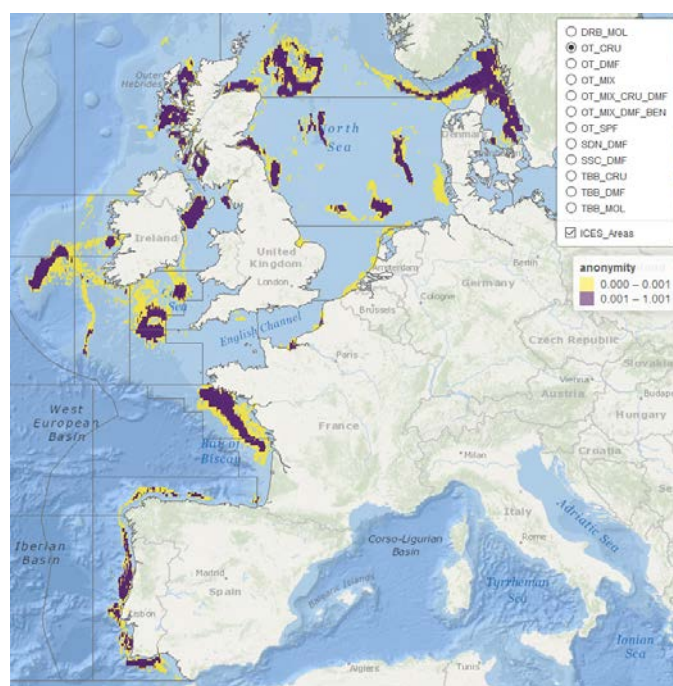 DRB_MOL
OT_CRU
OT_DMF
OT_MIX
OT_MIX_CRU_DMF
OT_MIX_DMF_BEN
OT_SPF
SDN_DMF
SSC_DMF
TBB_CRU
TBB_DMF
TBB_MOL
ICES_Areas
anonymity
0.000 – 0.001
0.001 – 1.001
Outer
Hebrides
North
Sea
Denmark
Ireland
United
Kingdom
London
Amsterdam
Berlin
Germany
Cologne
Brussels
Sea
English Channel
Paris
Czech Republic
Slovakia
Vienna
Budapest
Austria
Hungary
West
European
Basin
France
Bay of
Biscay
Milan
Croatia
Italy
Adriatic Sea
Corso-Ligurian
Basin
Rome
Iberian
Basin
Madrid
Spain
Lisbon
Balearic Islands
Tyrrhenian
Sea
Ionian
Sea
Algiers
Tunis